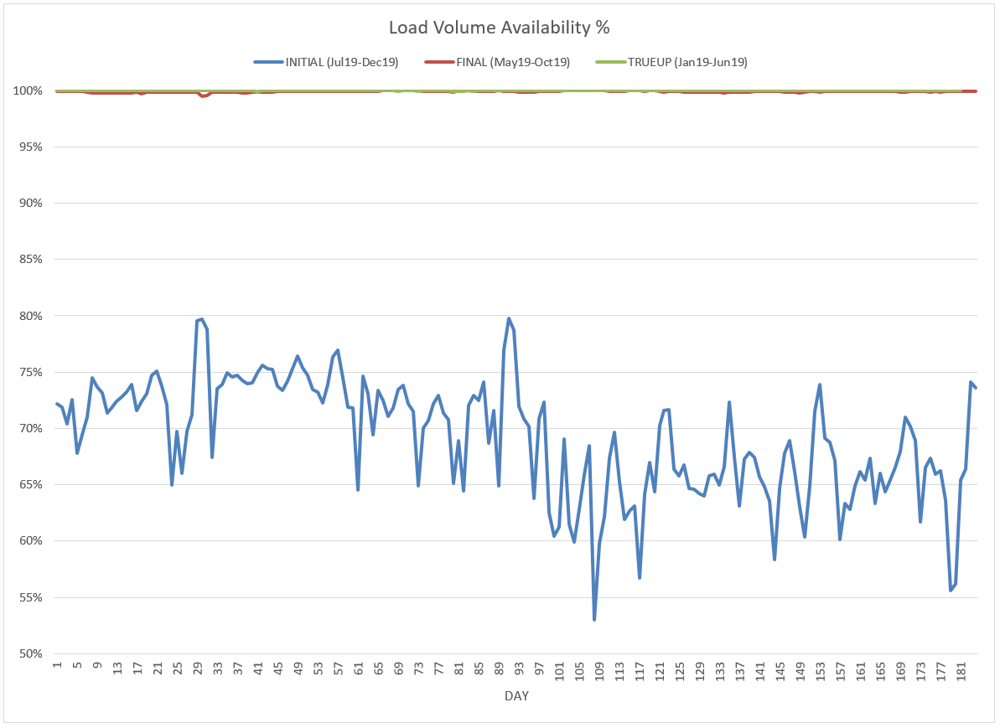 Load Volume Availability %
INITIAL (Jul19-Dec19) FINAL (May19-Oct19) TRUEUP (Jan19-Jun19)
100%
95%
90%
85%
80%
75%
70%
65%
60%
55%
50%
1 5 9 13 17 21 25 29 33 37 41 45 49 53 57 61 65 69 73 77 81 85 89 93 97 101 105 109 113 117 121 125 129 133 137 141 145 149 153 157 161 165 169 173 177 181
DAY